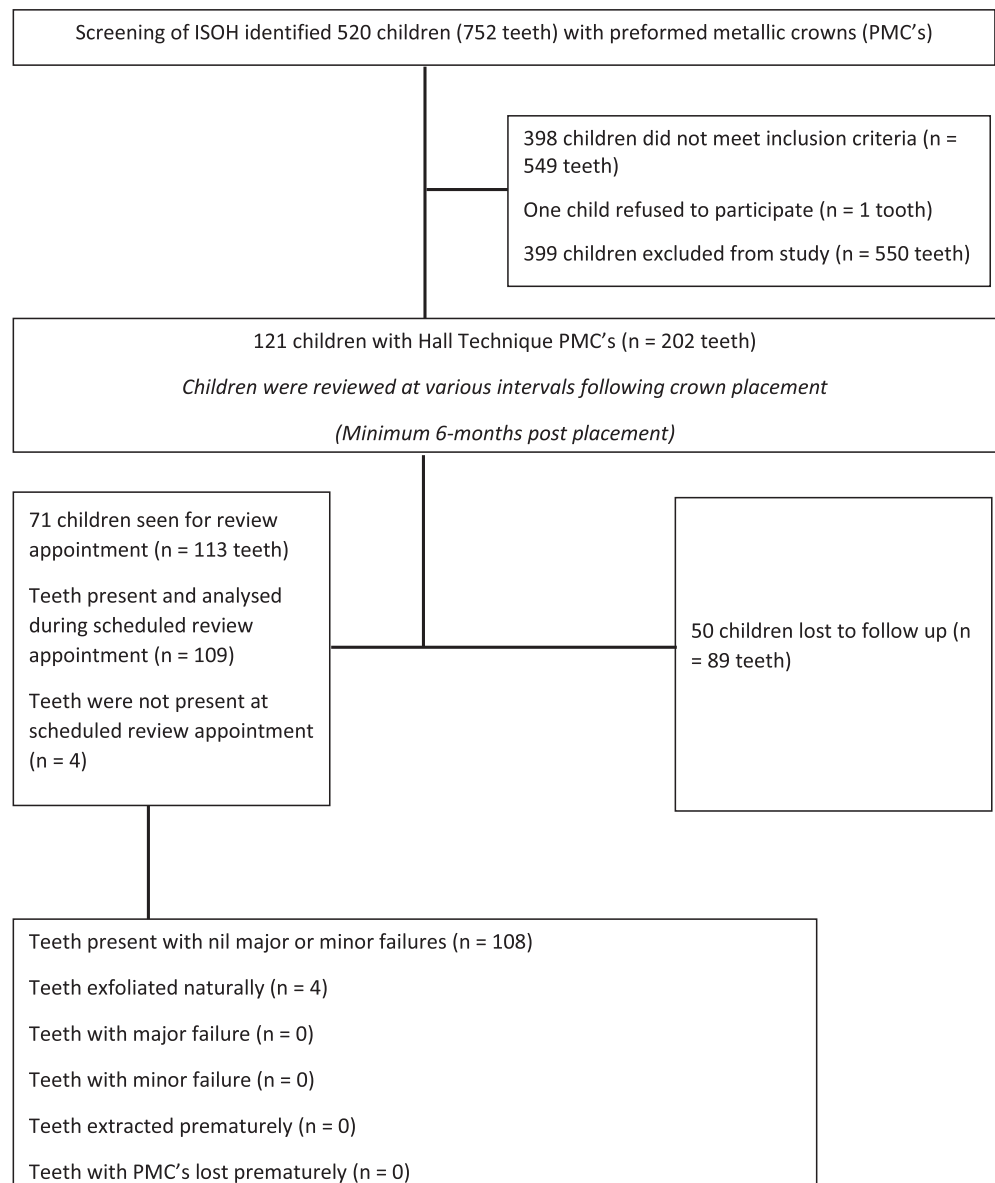 Screening of ISOH identified 520 children (752 teeth) with preformed metallic crowns (PMC's)
398 children did not meet inclusion criteria (n =
549 teeth)
One child refused to participate (n = 1 tooth)
399 children excluded from study (n = 550 teeth)
121 children with Hall Technique PMC's (n = 202 teeth)
Children were reviewed at various intervals following crown placement
(Minimum 6-months post placement)
71 children seen for review
appointment (n = 113 teeth)
Teeth present and analysed
during scheduled review
appointment (n = 109)
Teeth were not present at
scheduled review appointment
(n = 4)
50 children lost to follow up (n
= 89 teeth)
Teeth present with nil major or minor failures (n = 108)
Teeth exfoliated naturally (n = 4)
Teeth with major failure (n = 0)
Teeth with minor failure (n = 0)
Teeth extracted prematurely (n = 0)
Teeth with PMC's lost prematurely (n = 0)